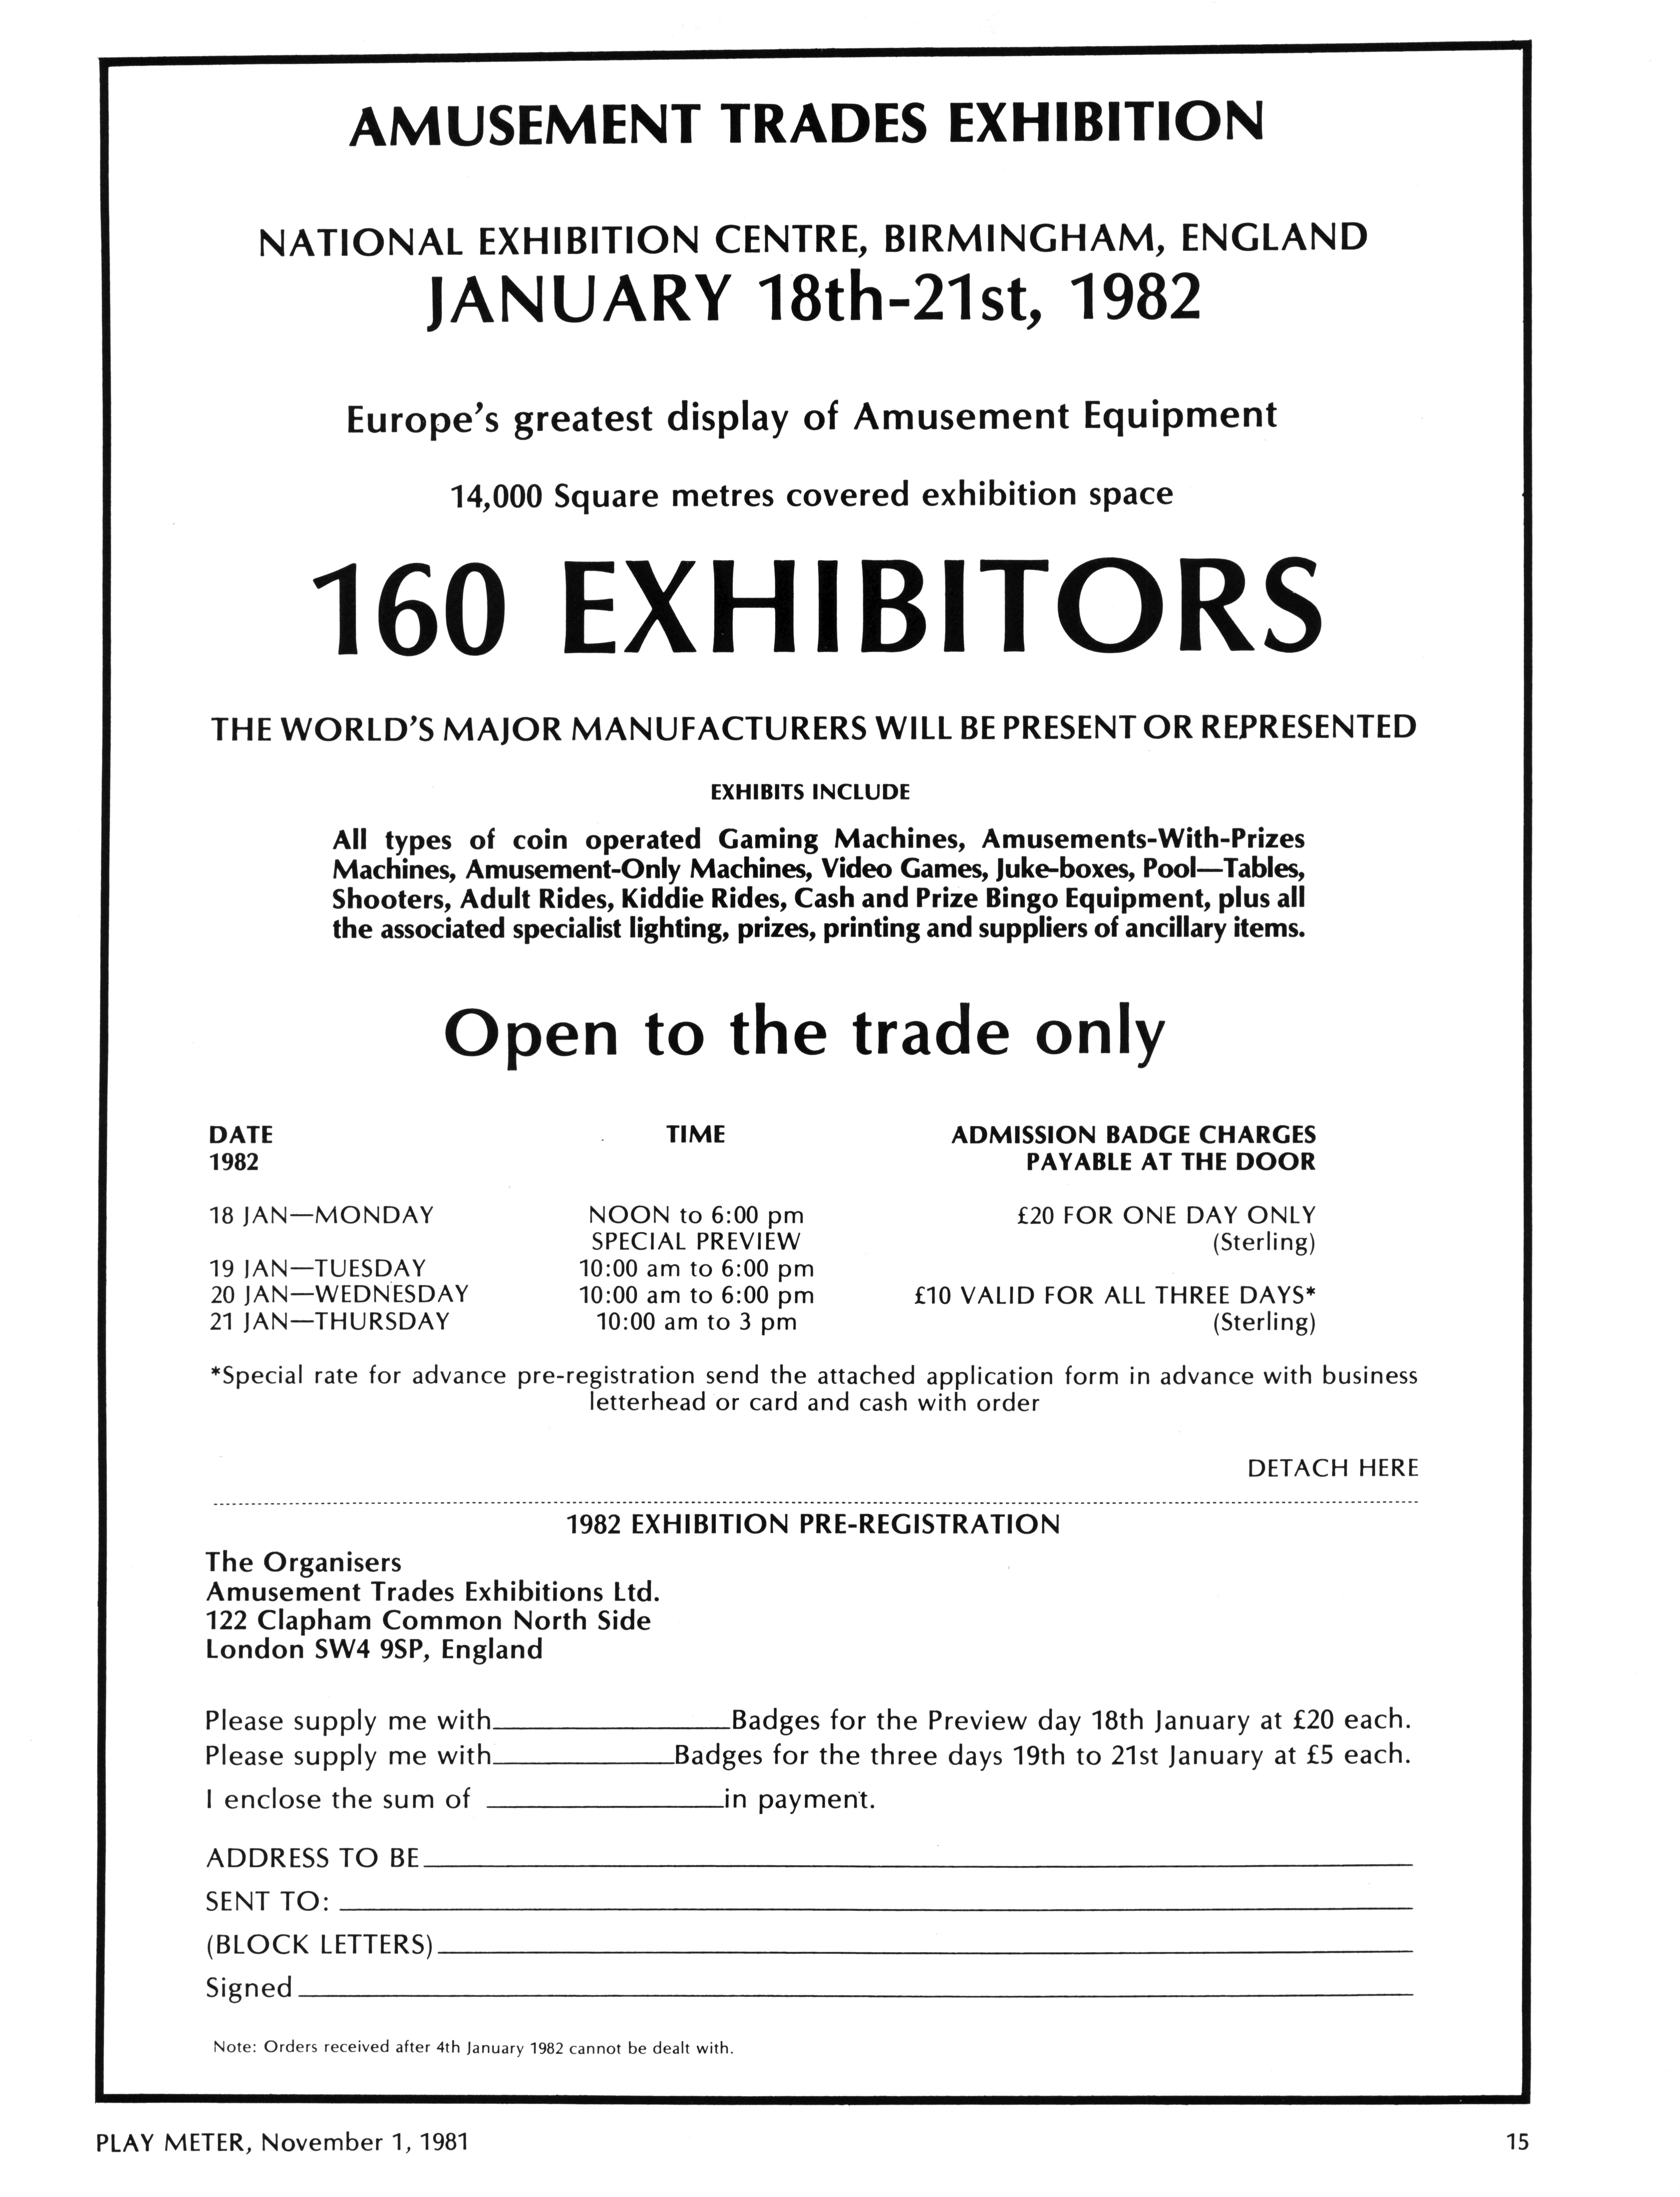 AMUSEMENT TRADES EXHIBITION
NATIONAL EXHIBITION CENTRE, BIRMINGHAM, ENGLAND
JANUARY 18th-21st, 1982
Europe's greatest display of Amusement Equipment
14,000 Square metres covered exhibition space
160 EXHIBITORS
THE WORLD'S MAJOR MANUFACTURERS WILL BE PRESENT OR REPRESENTED
EXHIBITS INCLUDE
All types of coin operated Gaming Machines, Amusements-With-Prizes
Machines, Amusement-Only Machines, Video Games, Juke-boxes, Pool—Tables,
Shooters, Adult Rides, Kiddie Rides, Cash and Prize Bingo Equipment, plus all
the associated specialist lighting, prizes, printing and suppliers of ancillary items.
Open to the trade only
DATE TIME ADMISSION BADGE CHARGES
1982 PAYABLE AT THE DOOR
18 JAN—MONDAY NOON to 6:00 pm £20 FOR ONE DAY ONLY
SPECIAL PREVIEW (Sterling)
19 JAN—TUESDAY 10:00 am to 6:00 pm
20 JAN—WEDNESDAY 10:00 am to 6:00 pm £10 VALID FOR ALL THREE DAYS*
21 JAN—THURSDAY 10:00 am to 3 pm (Sterling)
*Special rate for advance pre-registration send the attached application form in advance with business
letterhead or card and cash with order
DETACH HERE
1982 EXHIBITION PRE-REGISTRATION
The Organisers
Amusement Trades Exhibitions Ltd.
122 Clapham Common North Side
London SW4 9SP, England
Please supply me with Badges for the Preview day 18th January at £20 each.
Please supply me with Badges for the three days 19th to 21st January at £5 each.
I enclose the sum of in payment.
ADDRESS TO BE
SENT TO:
(BLOCK LETTERS)
Signed
Note: Orders received after 4th January 1982 cannot be dealt with.
PLAY METER, November 1, 1981 15